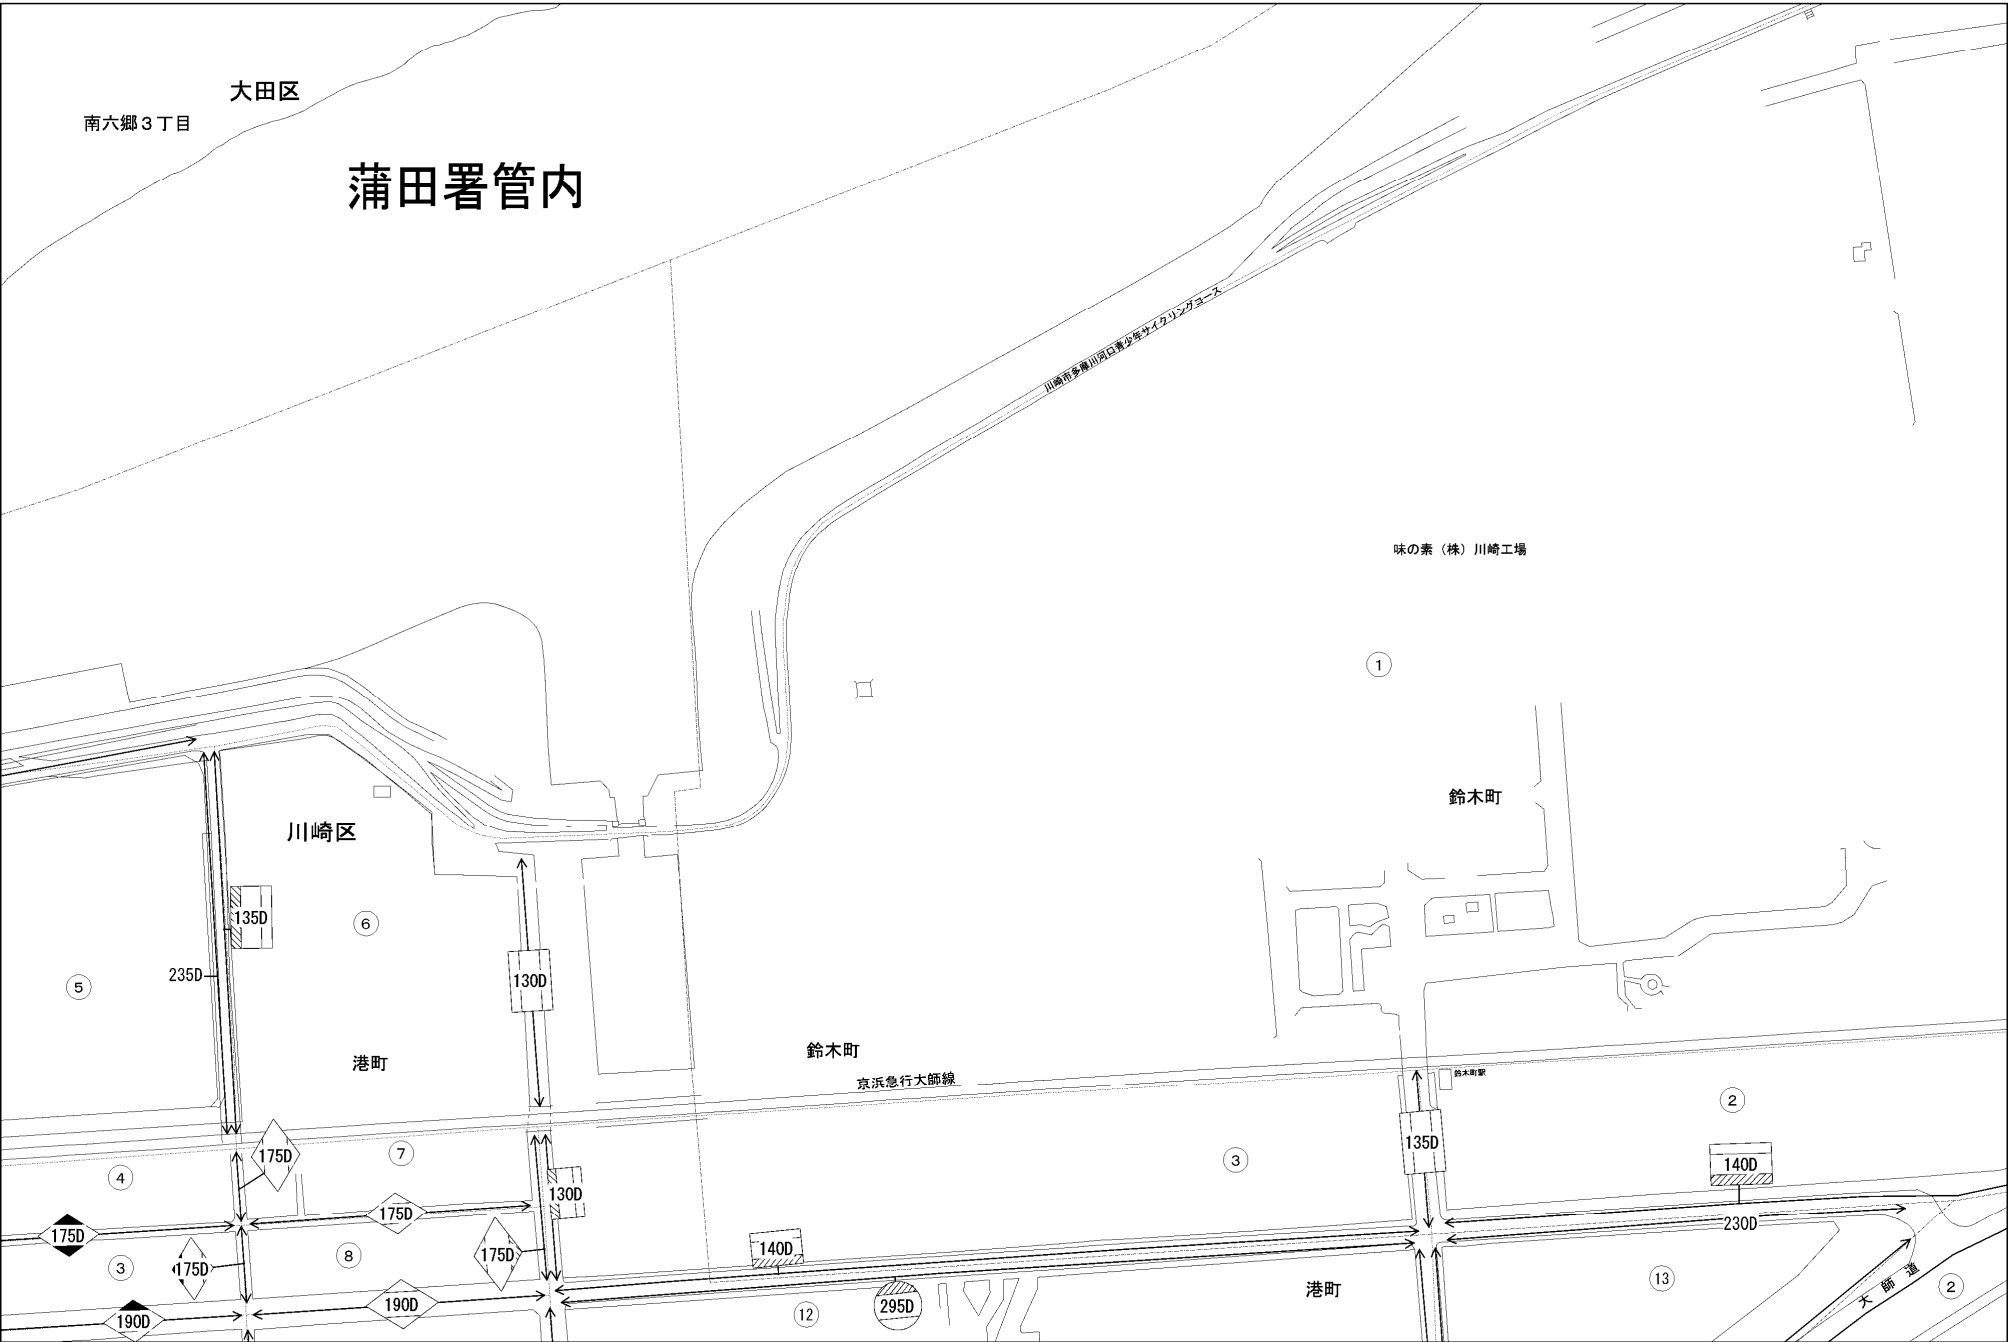 大田区
南六郷3丁目
蒲田署管内
川崎市多摩川河口青少年サイクリングコース
味の素（株）川崎工場
1
鈴木町
川崎区
135D
6
130D
235D
5
港町
鈴木町
京浜急行大師線
鈴木町駅
2
135D
175D
7
3
140D
4
130D
175D
175D
230D
175D
8
140D
175D
3
13
港町
大師道
2
190D
295D
12
190D